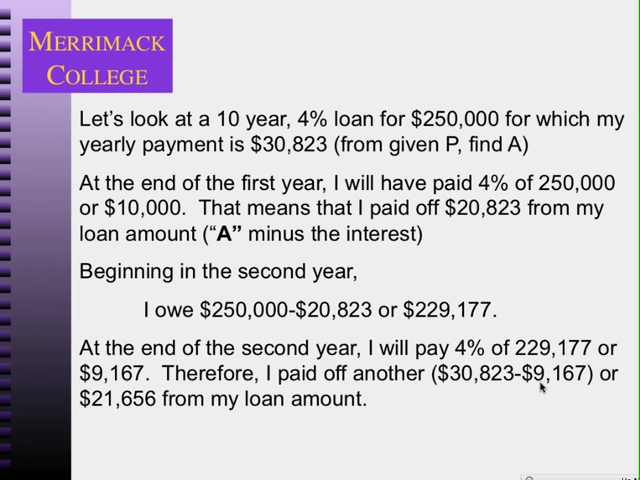 MERRIMACK
COLLEGE
Let's look at a 10 year, 4% loan for $250,000 for which my
yearly payment is $30,823 (from given P, find A)
At the end of the first year, I will have paid 4% of 250,000
or $10,000.  That means that I paid off $20,823 from my
loan amount (“A” minus the interest)
Beginning in the second year,
I owe $250,000-$20,823 or $229,177.
At the end of the second year, I will pay 4% of 229,177 or
$9,167.  Therefore, I paid off another ($30,823-$9,167) or
$21,656 from my loan amount.